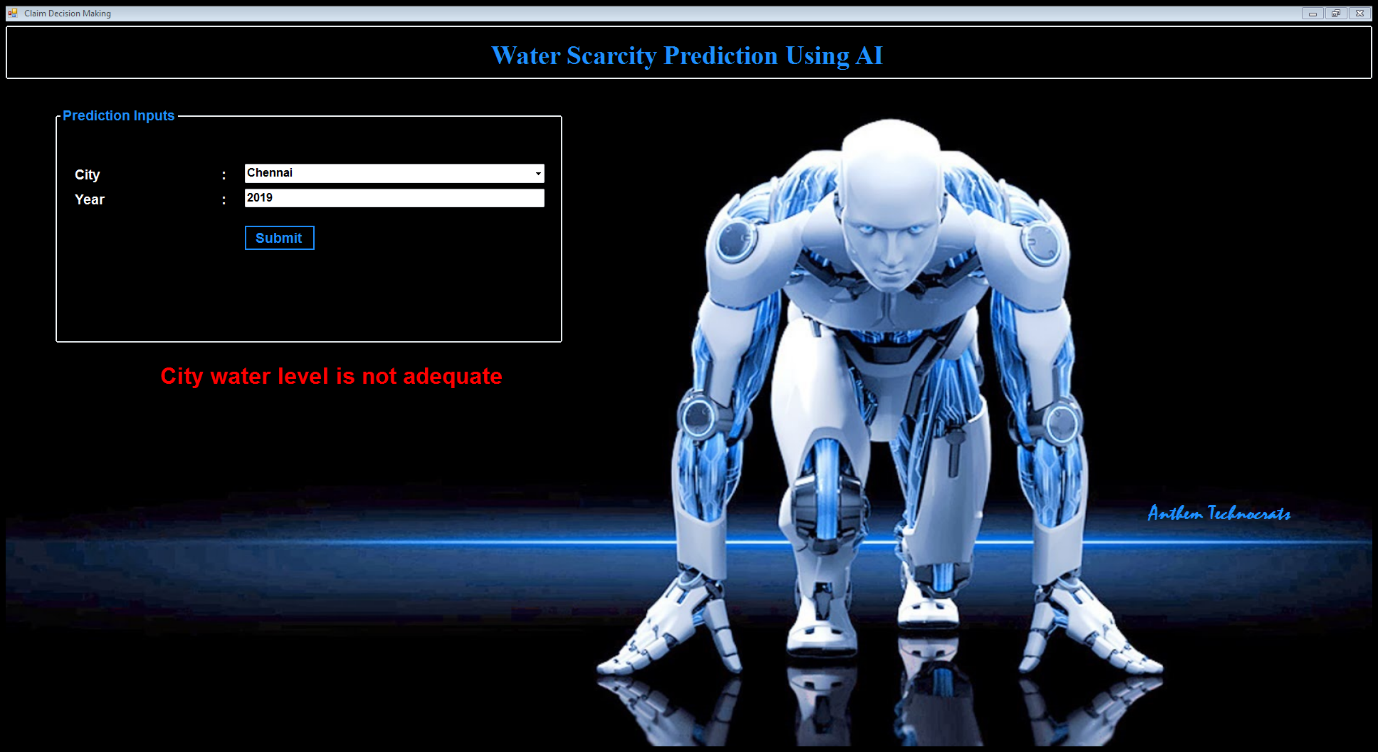 Claim Decision Making
Water Scarcity Prediction Using AI
Prediction Inputs
City : Chennai
Year : 2019
Submit
City water level is not adequate
Anthem Technocrats